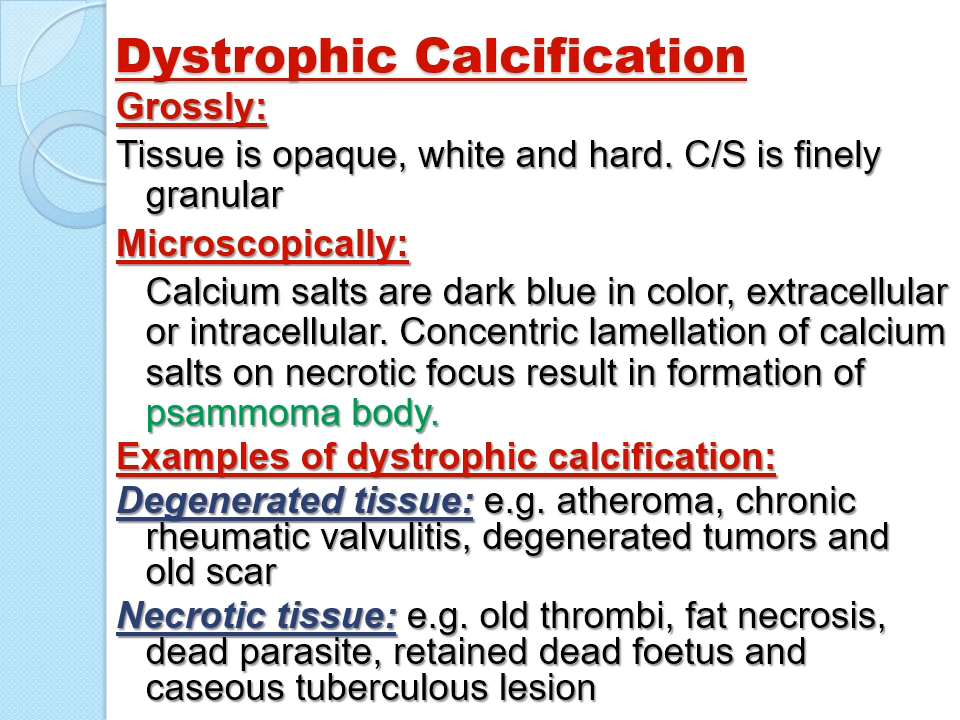 Dystrophic Calcification
Grossly:
Tissue is opaque, white and hard. C/S is finely
granular
Microscopically:
Calcium salts are dark blue in color, extracellular
or intracellular. Concentric lamellation of calcium
salts on necrotic focus result in formation of
psammoma body.
Examples of dystrophic calcification:
Degenerated tissue: e.g. atheroma, chronic
rheumatic valvulitis, degenerated tumors and
old scar
Necrotic tissue: e.g. old thrombi, fat necrosis,
dead parasite, retained dead foetus and
caseous tuberculous lesion